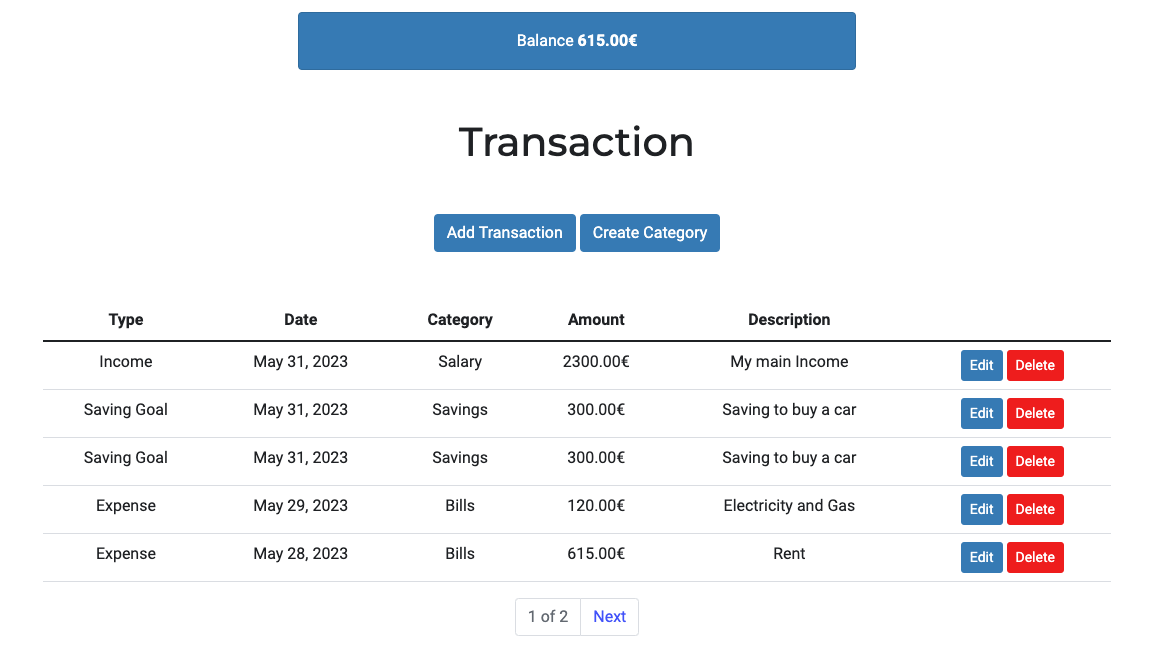 Balance 615.00€
Transaction
Add Transaction Create Category
Type Date Category Amount Description
Income May 31, 2023 Salary 2300.00€ My main Income Edit Delete
Saving Goal May 31, 2023 Savings 300.00€ Saving to buy a car Edit Delete
Saving Goal May 31, 2023 Savings 300.00€ Saving to buy a car Edit Delete
Expense May 29, 2023 Bills 120.00€ Electricity and Gas Edit Delete
Expense May 28, 2023 Bills 615.00€ Rent Edit Delete
1 of 2 Next